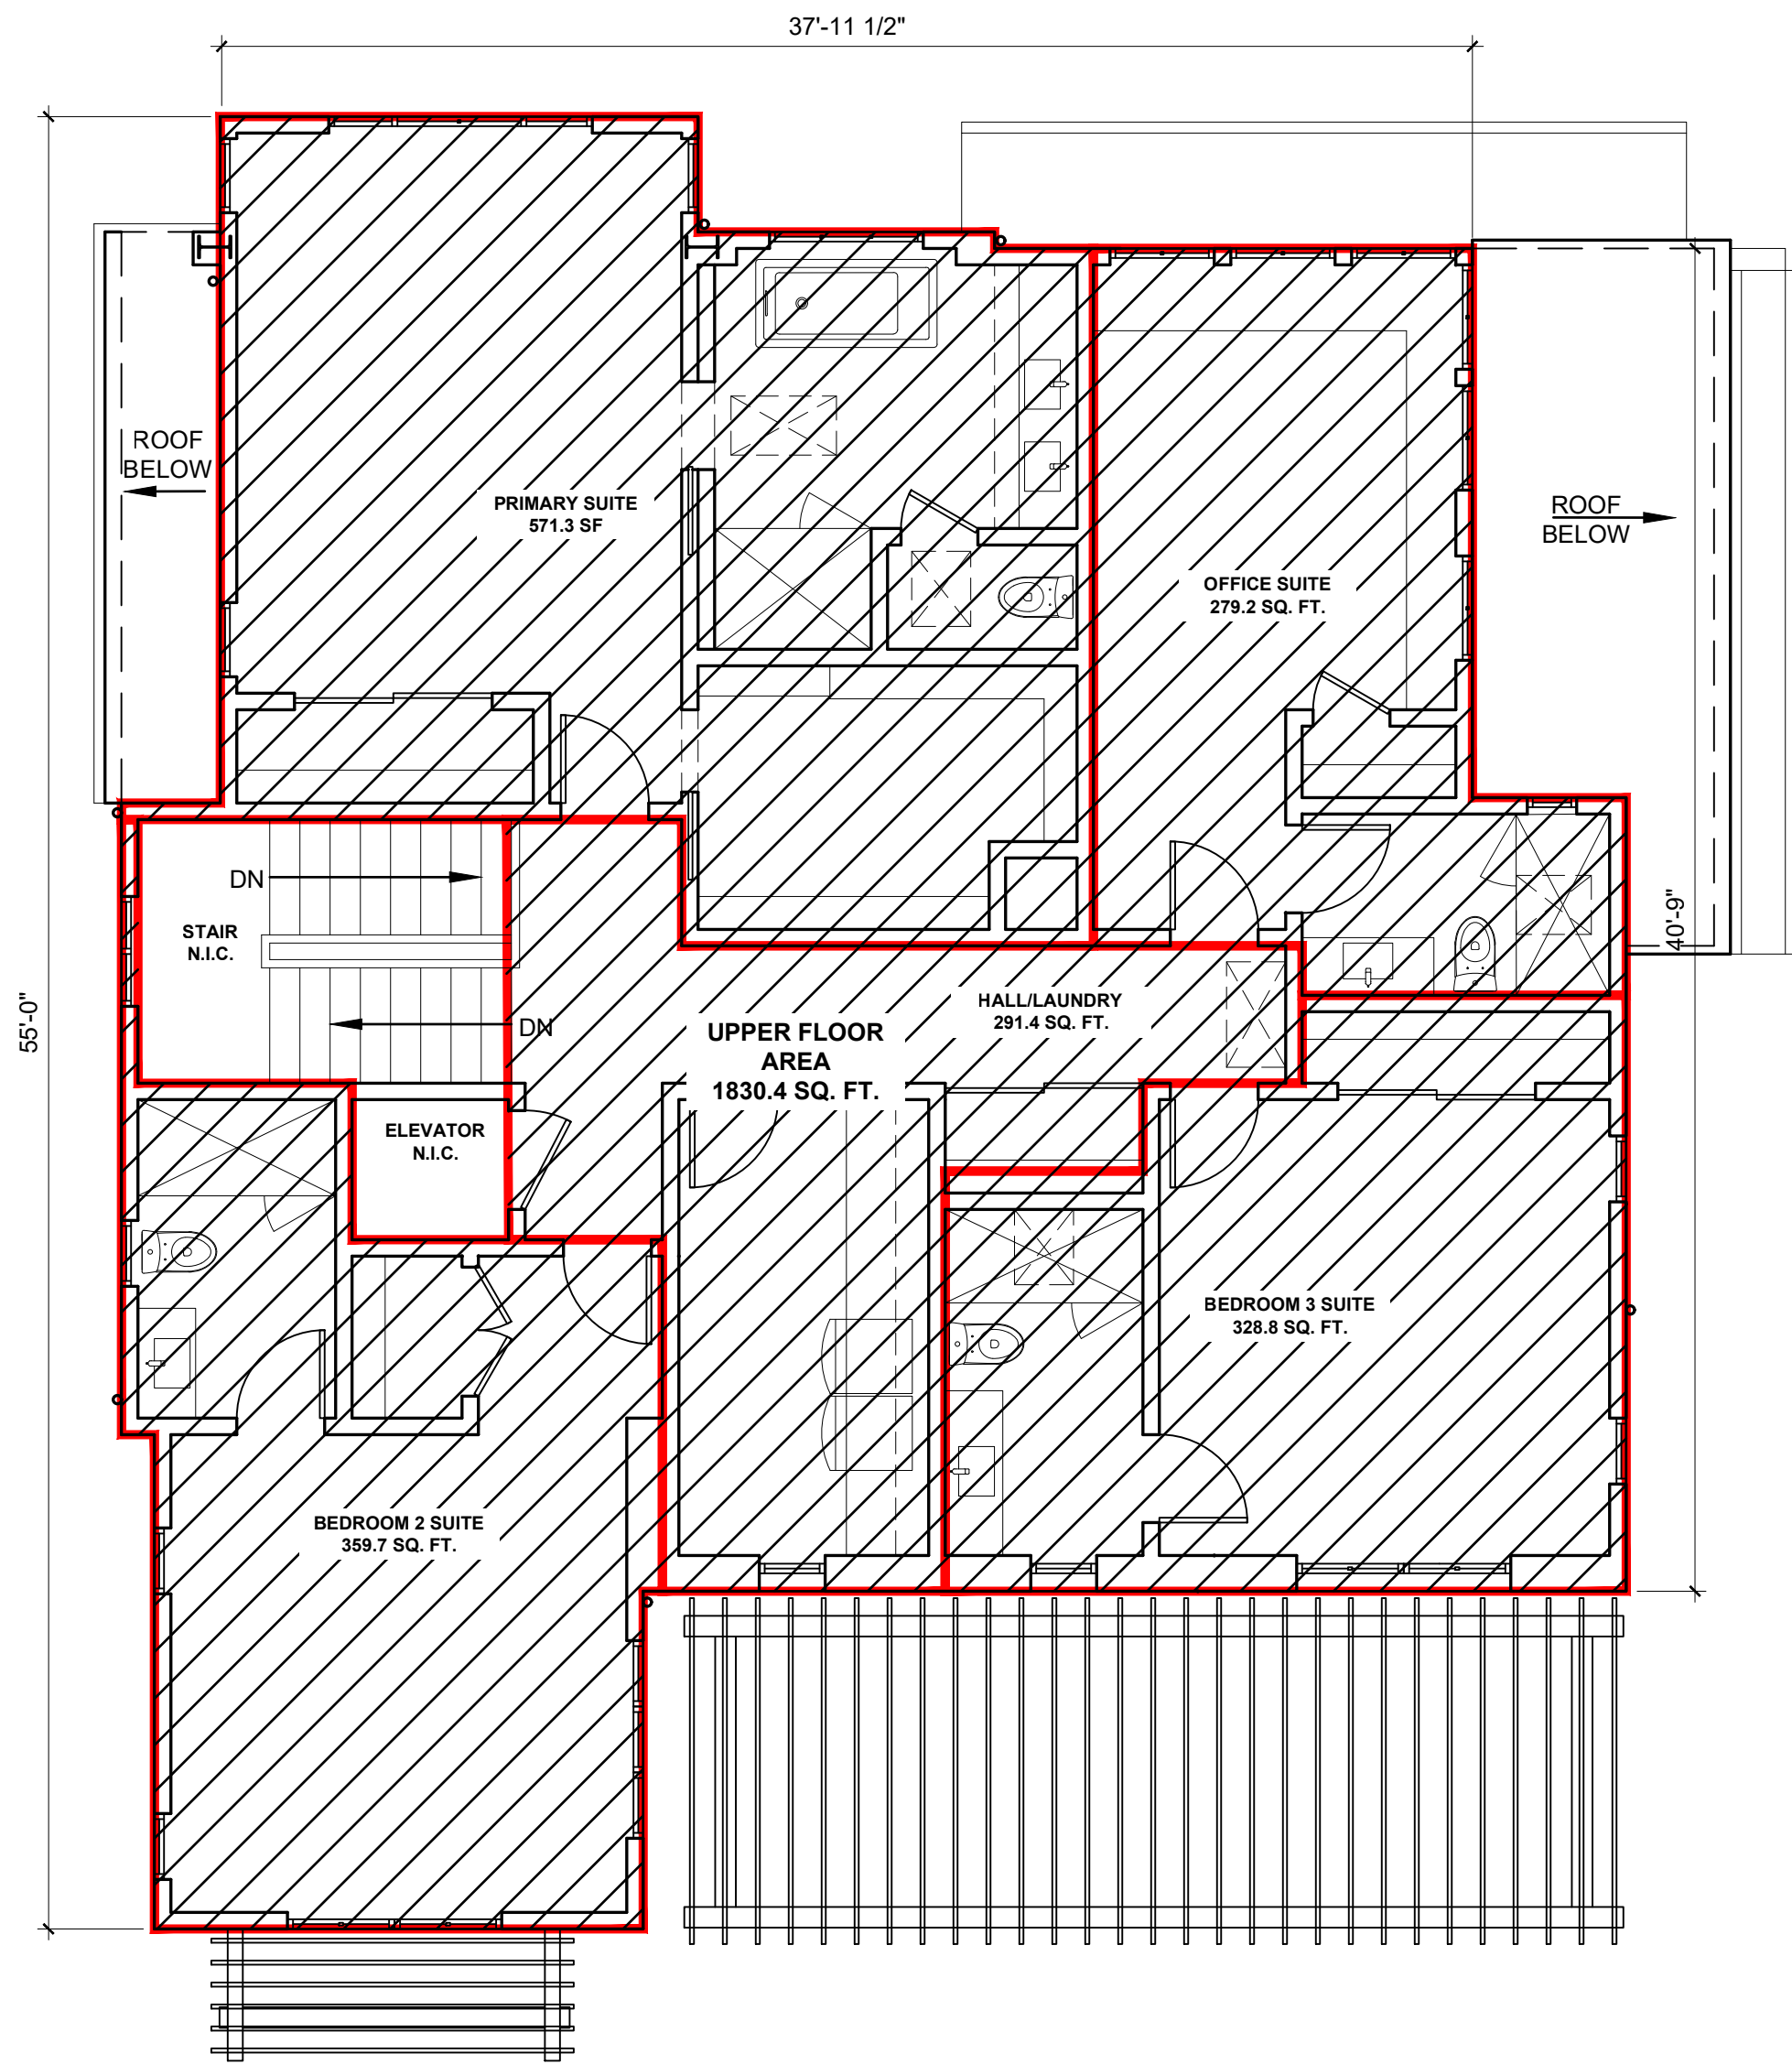 37'-11 1/2"
ROOF
BELOW
PRIMARY SUITE
571.3 SF
ROOF
BELOW
OFFICE SUITE
279.2 SQ. FT.
DN
STAIR
N.I.C.
40'-9"
55'-0"
HALL/LAUNDRY
291.4 SQ. FT.
DN
UPPER FLOOR
AREA
1830.4 SQ. FT.
ELEVATOR
N.I.C.
BEDROOM 3 SUITE
328.8 SQ. FT.
BEDROOM 2 SUITE
359.7 SQ. FT.